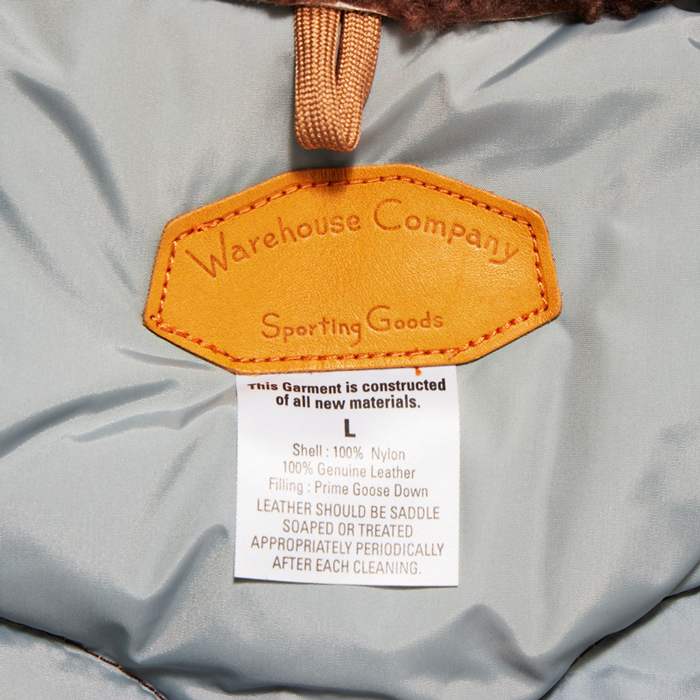 Warehouse Company
Sporting Goods
This Garment is constructed
of all new materials.
L
Shell : 100% Nylon
100% Genuine Leather
Filling : Prime Goose Down
LEATHER SHOULD BE SADDLE
SOAPED OR TREATED
APPROPRIATELY PERIODICALLY
AFTER EACH CLEANING.